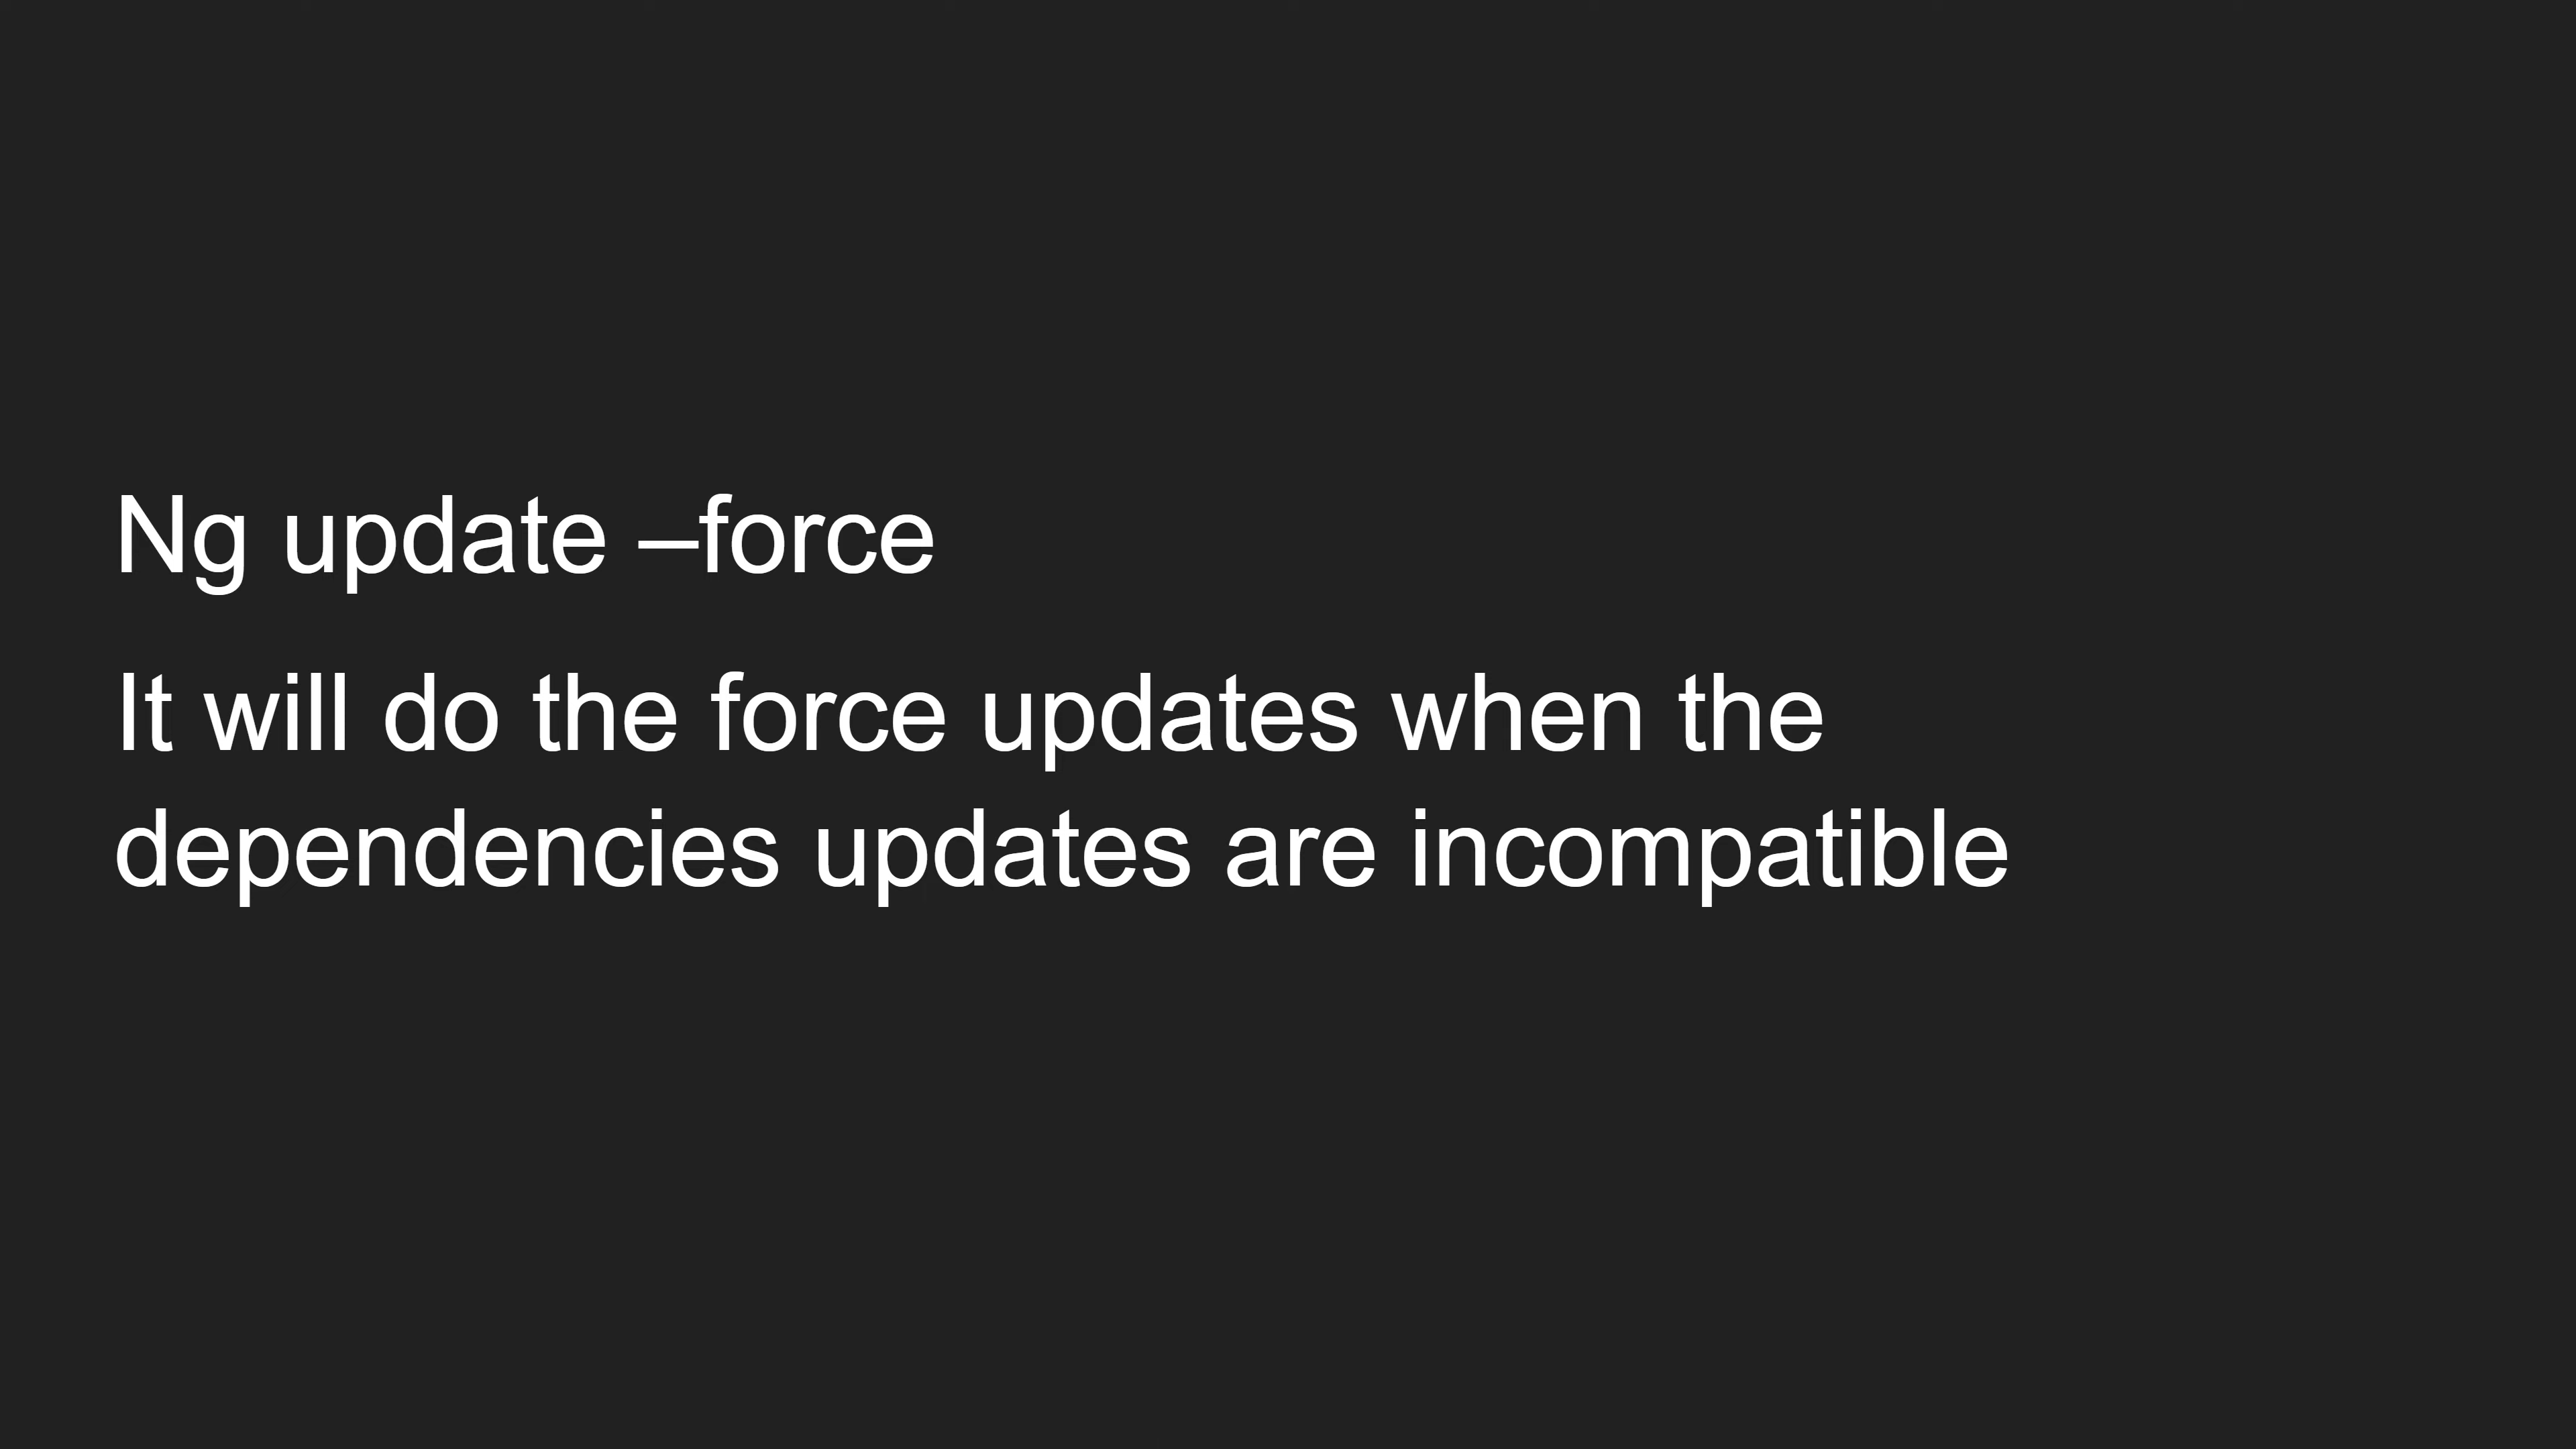 Ng update –force
It will do the force updates when the
dependencies updates are incompatible